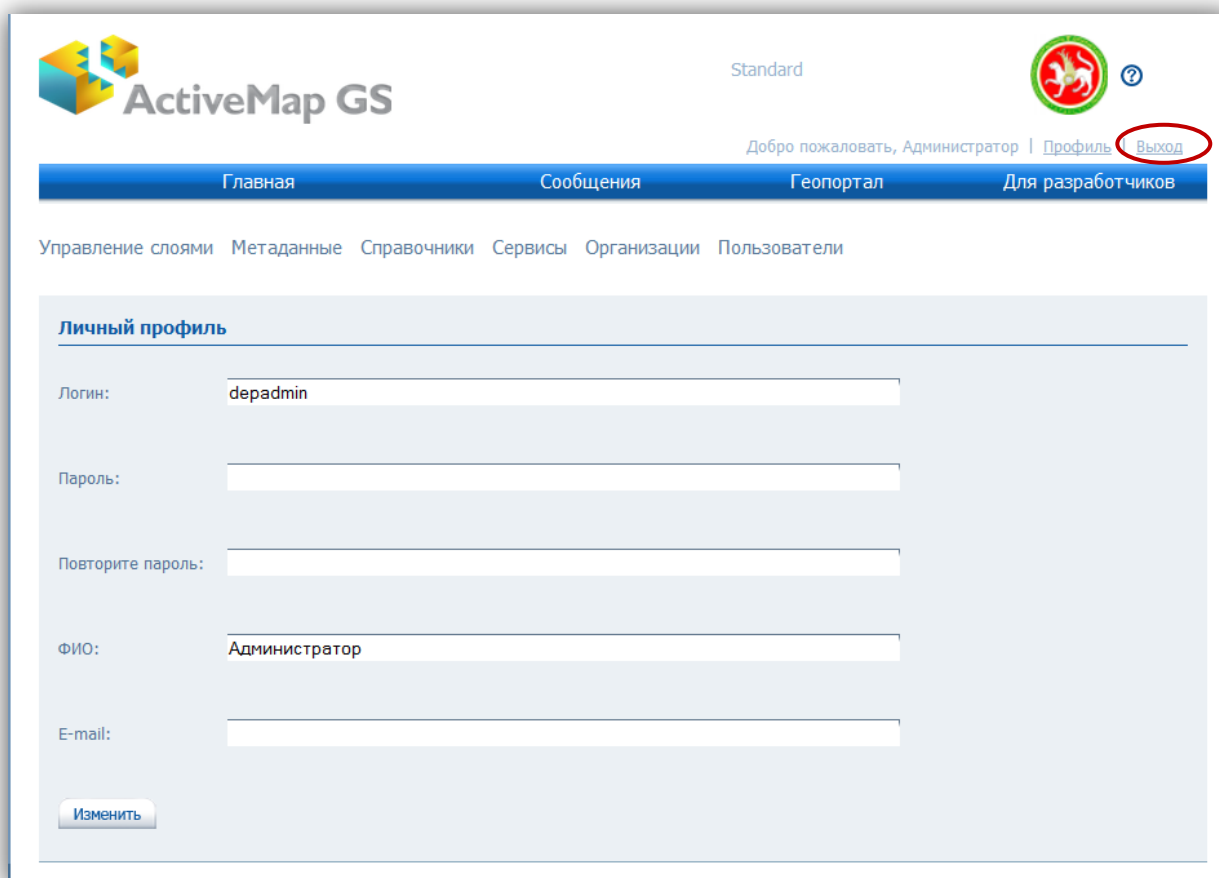 ActiveMap GS
Standard
Добро пожаловать, Администратор | Профиль | Выход
Главная Сообщения Геопортал Для разработчиков
Управление слоями Метаданные Справочники Сервисы Организации Пользователи
Личный профиль
Логин: depadmin
Пароль:
Повторите пароль:
ФИО: Администратор
E-mail:
Изменить